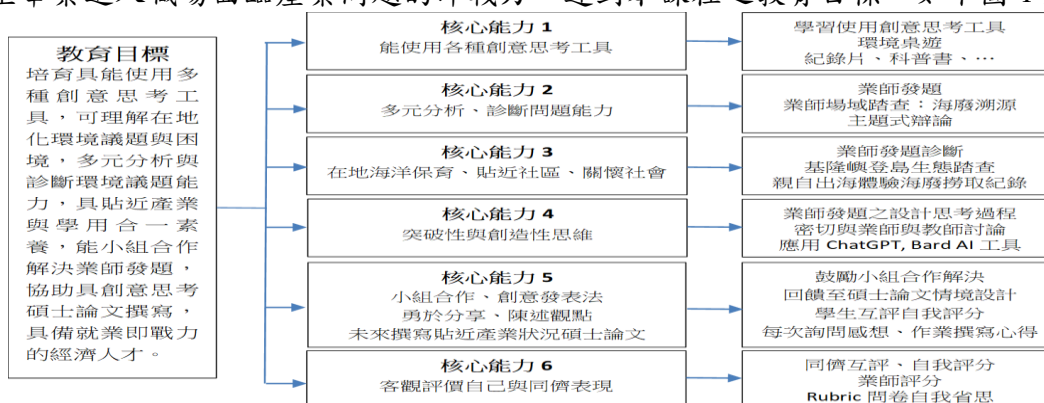 教育目標
培育具能使用多
種創意思考工
具，可理解在地
化環境議題與困
境，多元分析與
診斷環境議題能
力，具貼近產業
與學用合一素
養，能小組合作
解決業師發題，
協助具創意思考
碩士論文撰寫，
具備就業即戰力
的經濟人才。
核心能力 1
能使用各種創意思考工具
學習使用創意思考工具
環境桌遊
紀錄片、科普書、…
核心能力 2
多元分析、診斷問題能力
業師發題
業師場域踏查：海廢溯源
主題式辯論
核心能力 3
在地海洋保育、貼近社區、關懷社會
業師發題診斷
基隆嶼登島生態踏查
親自出海體驗海廢撈取紀錄
核心能力 4
突破性與創造性思維
業師發題之設計思考過程
密切與業師與教師討論
應用 ChatGPT, Bard AI 工具
核心能力 5
小組合作、創意發表法
勇於分享、陳述觀點
未來撰寫貼近產業狀況碩士論文
鼓勵小組合作解決
回饋至碩士論文情境設計
學生互評自我評分
每次詢問感想、作業撰寫心得
核心能力 6
客觀評價自己與同儕表現
同儕互評、自我評分
業師評分
Rubric 問卷自我省思